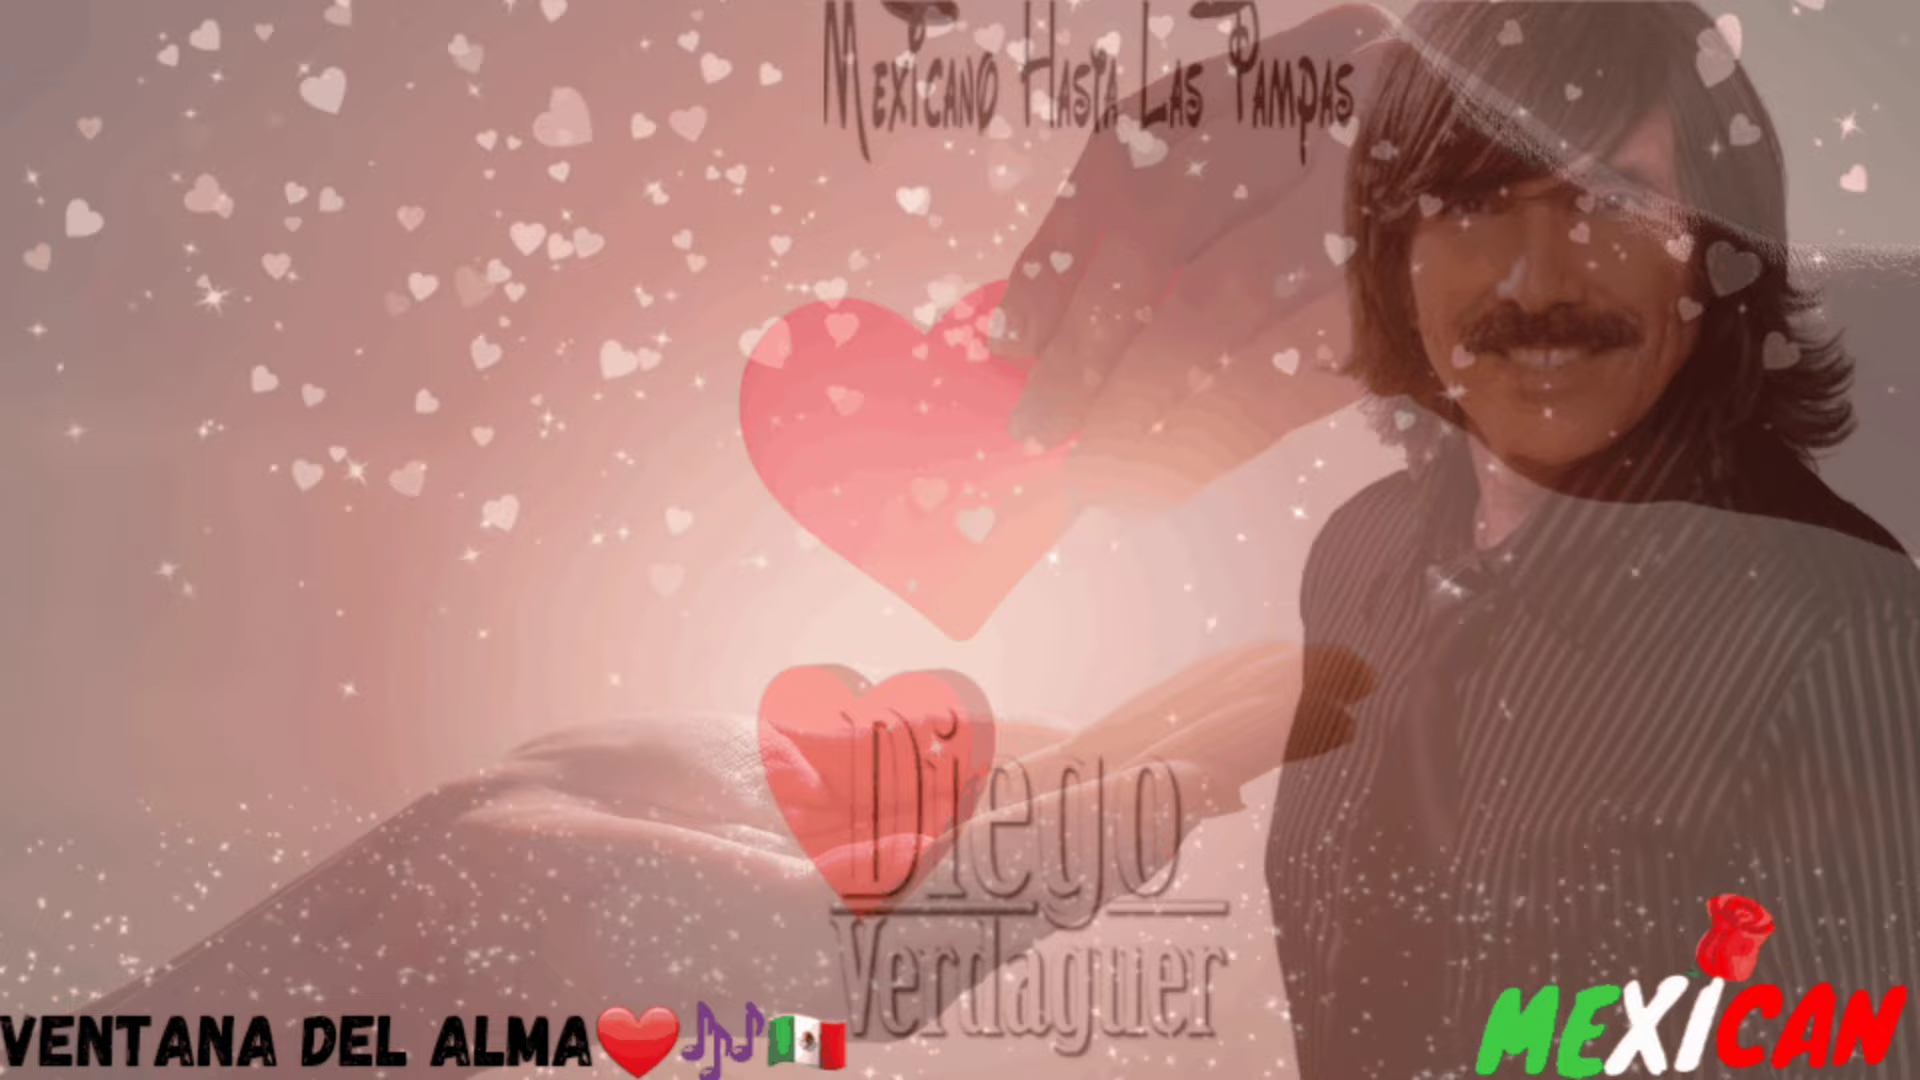 Mexicano Hasta Las Pampas
Diego
Verdaguer
VENTANA DEL ALMA❤️🎶🇲🇽
MEXICAN